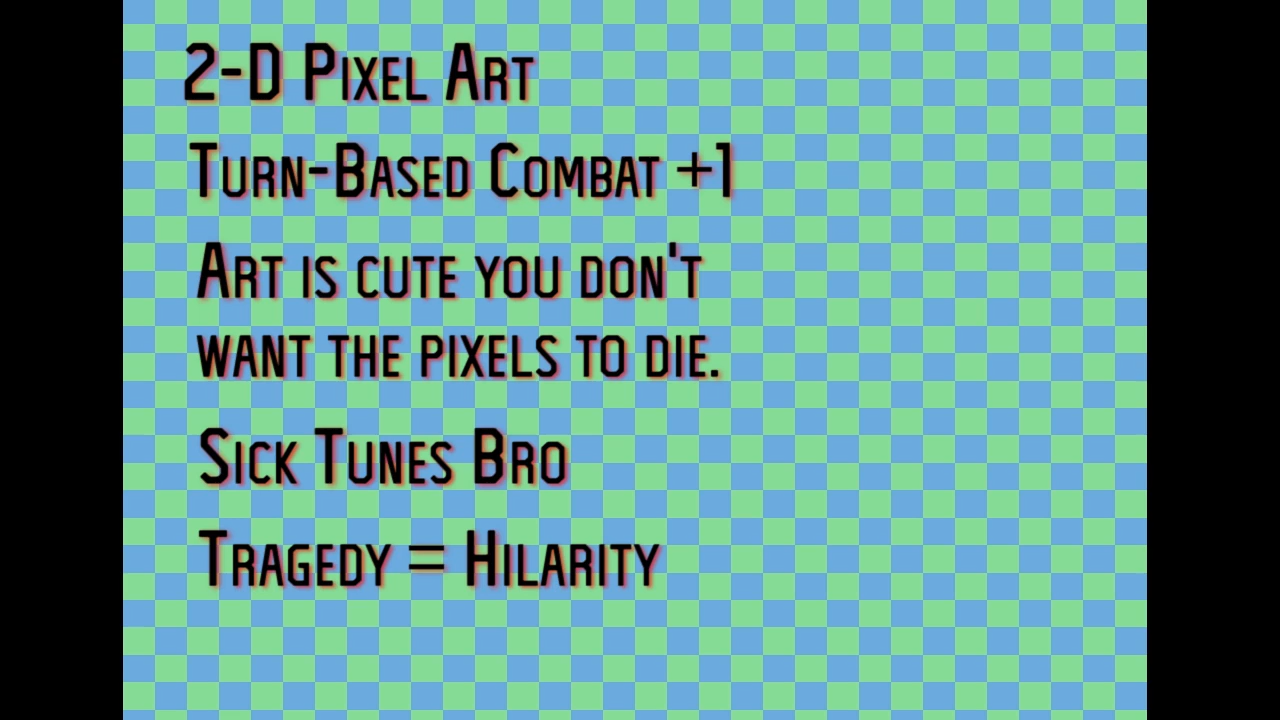 2-D Pixel Art
Turn-Based Combat +1
Art is cute you don't
want the pixels to die.
Sick Tunes Bro
Tragedy = Hilarity